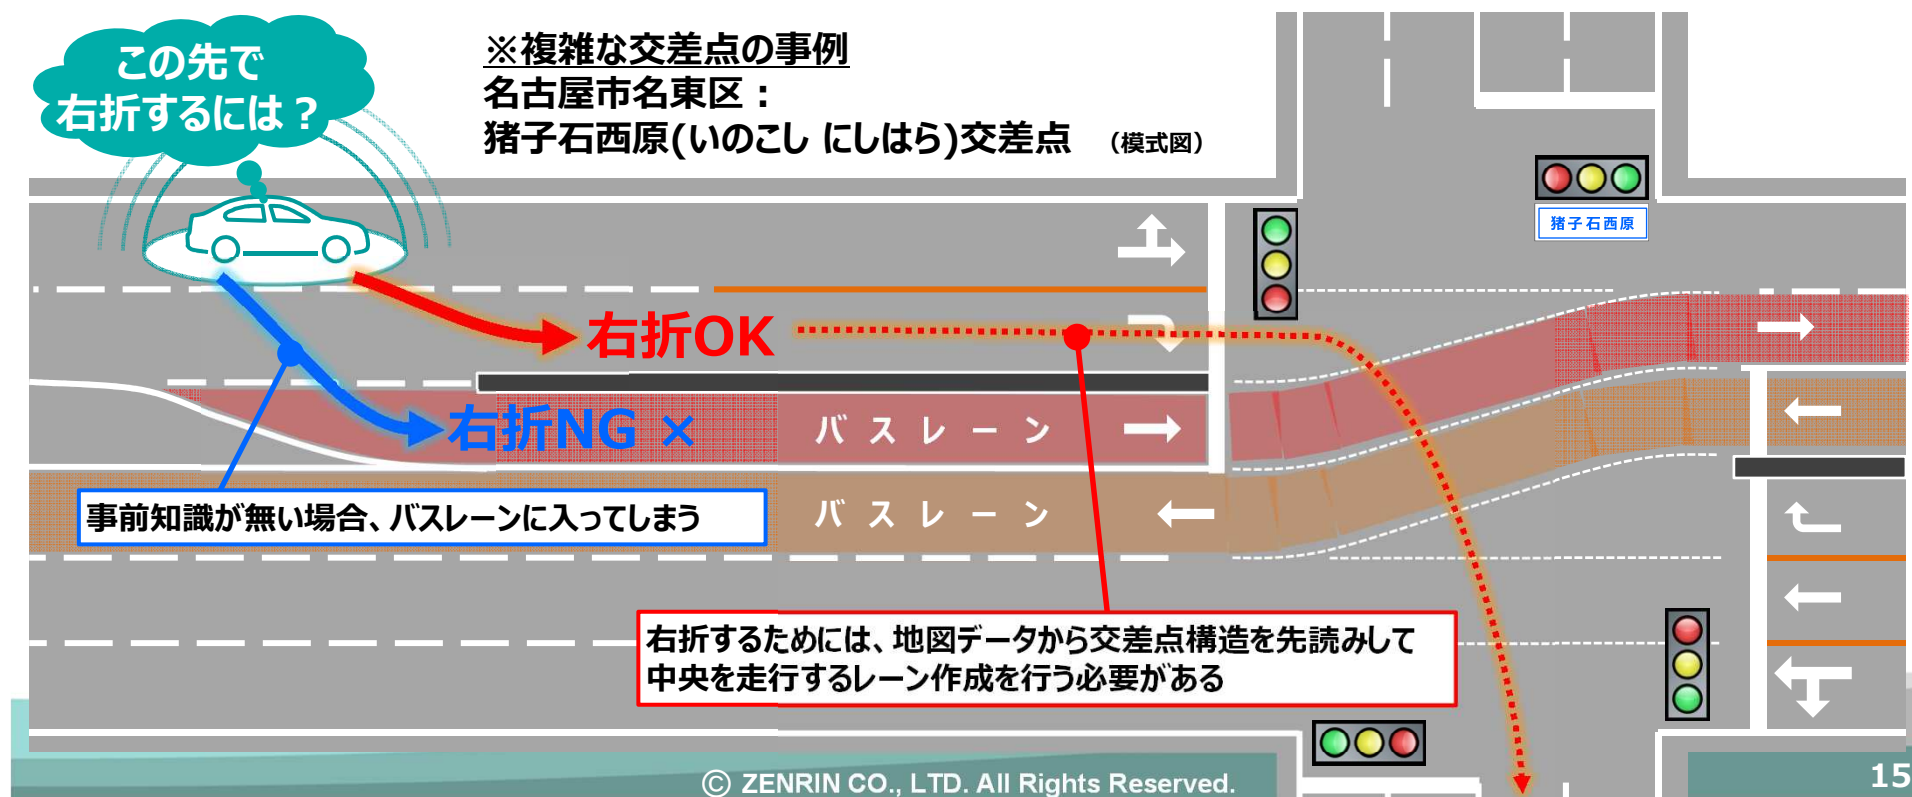 この先で
右折するには？
※複雑な交差点の事例
名古屋市名東区：
猪子石西原(いのこし にしはら)交差点 （模式図）
猪子石西原
右折OK
右折NG ×
バスレーン
バスレーン
事前知識が無い場合、バスレーンに入ってしまう
右折するためには、地図データから交差点構造を先読みして
中央を走行するレーン作成を行う必要がある
© ZENRIN CO., LTD. All Rights Reserved.
15